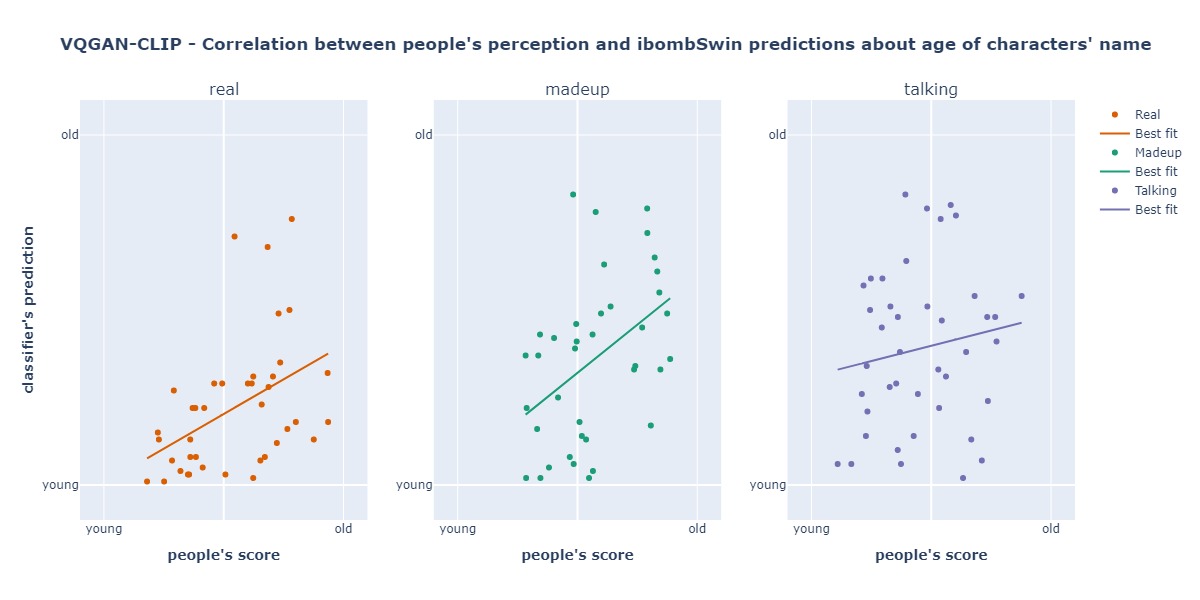 VQGAN-CLIP - Correlation between people's perception and ibombSwin predictions about age of characters' name
real
madeup
talking
old
old
old
classifier's prediction
young
young
young
young
old
young
old
young
old
people's score
people's score
people's score
Real
Best fit
Madeup
Best fit
Talking
Best fit